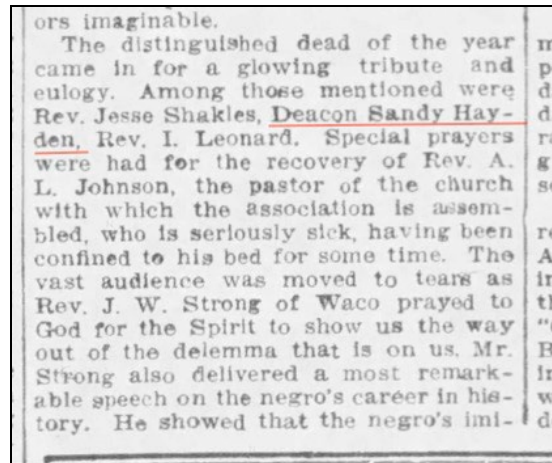 ors imaginable.
The distinguished dead of the year
came in for a glowing tribute and
eulogy. Among those mentioned were
Rev. Jesse Shakles, Deacon Sandy Hay-
den, Rev. I. Leonard. Special prayers
were had for the recovery of Rev. A.
L. Johnson, the pastor of the church
with which the association is assem-
bled, who is seriously sick, having been
confined to his bed for some time. The
vast audience was moved to tears as
Rev. J. W. Strong of Waco prayed to
God for the Spirit to show us the way
out of the delemma that is on us. Mr.
Strong also delivered a most remark-
able speech on the negro's career in his-
tory. He showed that the negro's imi-